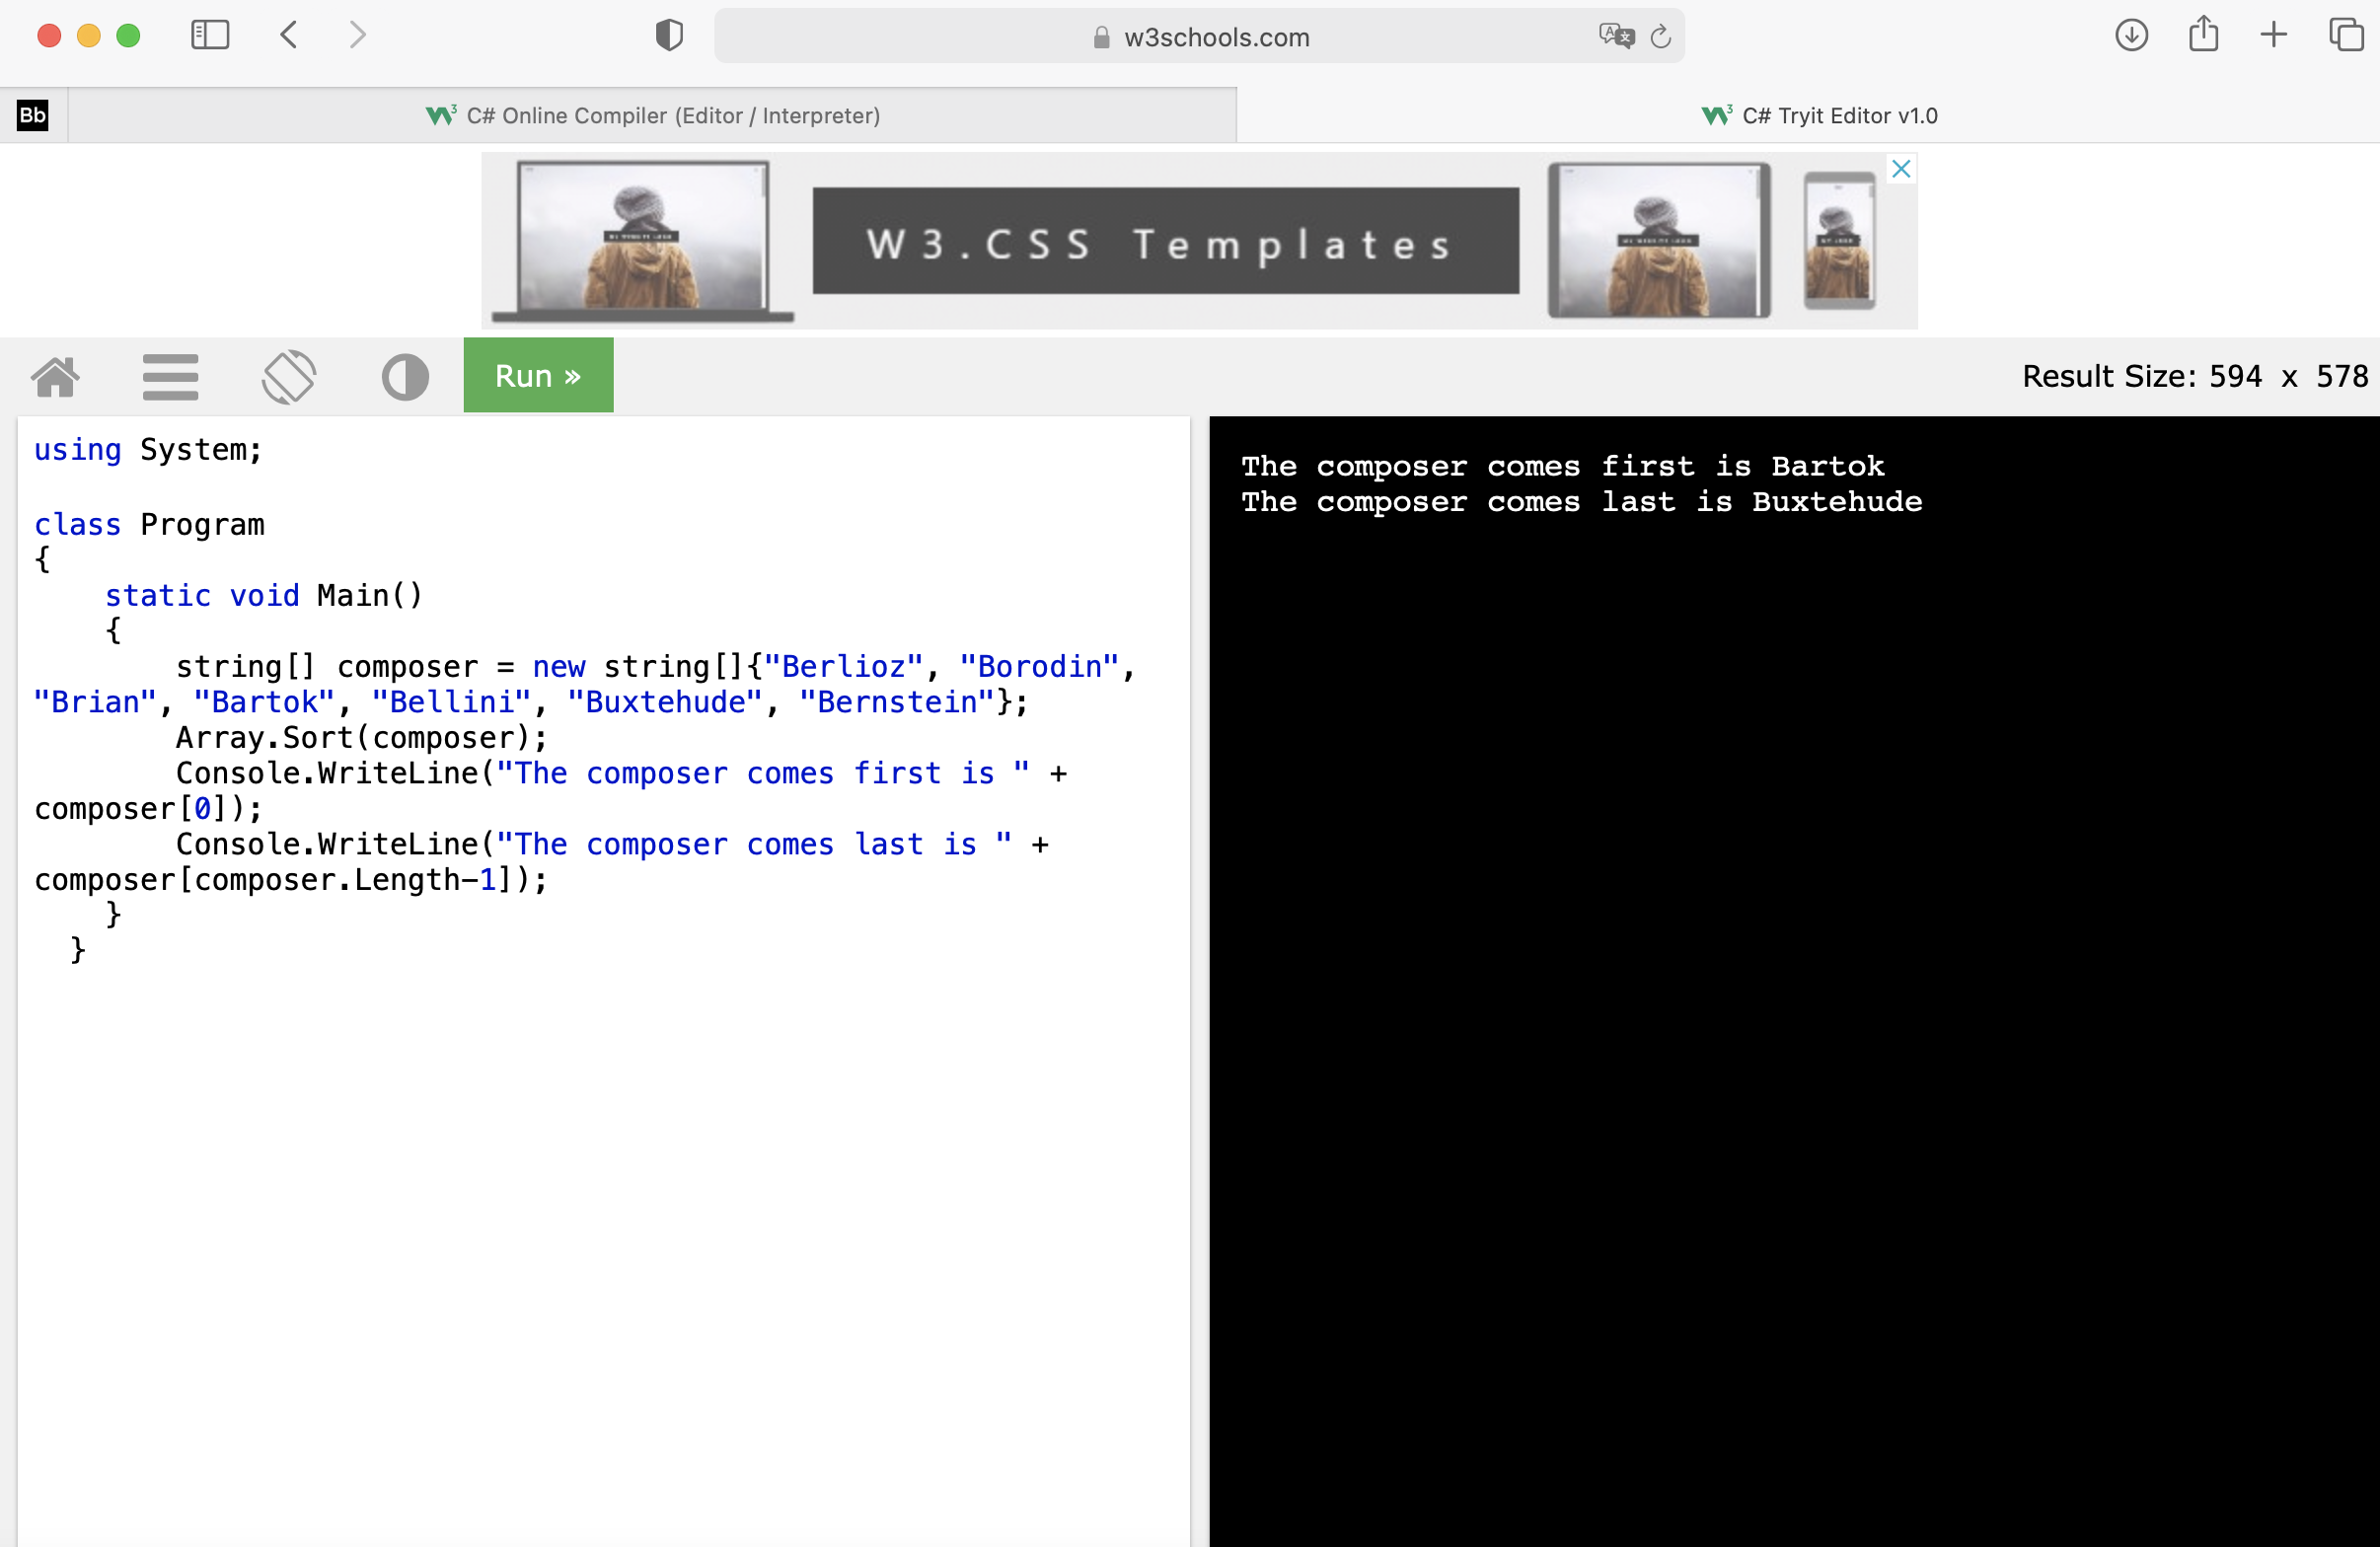 w3schools.com
Bb
C# Online Compiler (Editor / Interpreter)
C# Tryit Editor v1.0
W3.CSS Templates
Run »
Result Size: 594 x 578
using System;
class Program
{
    static void Main()
    {
        string[] composer = new string[]{"Berlioz", "Borodin",
"Brian", "Bartok", "Bellini", "Buxtehude", "Bernstein"};
        Array.Sort(composer);
        Console.WriteLine("The composer comes first is " +
composer[0]);
        Console.WriteLine("The composer comes last is " +
composer[composer.Length-1]);
    }
  }
The composer comes first is Bartok
The composer comes last is Buxtehude